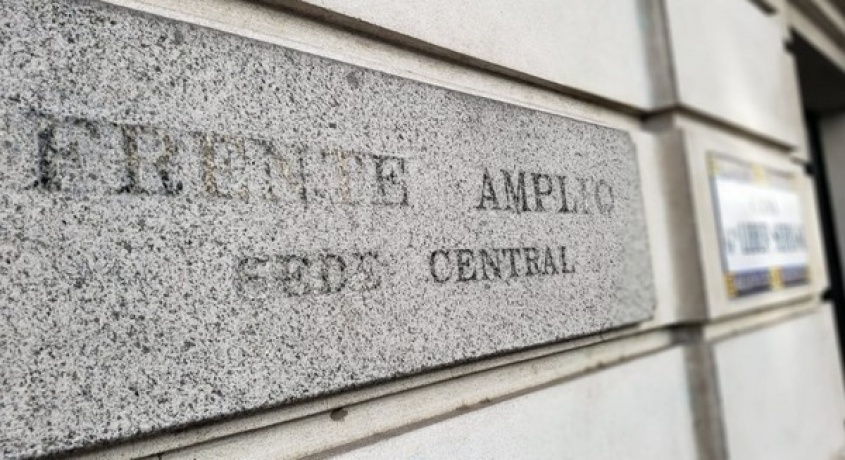 FRENTE AMPLIO
SEDE CENTRAL